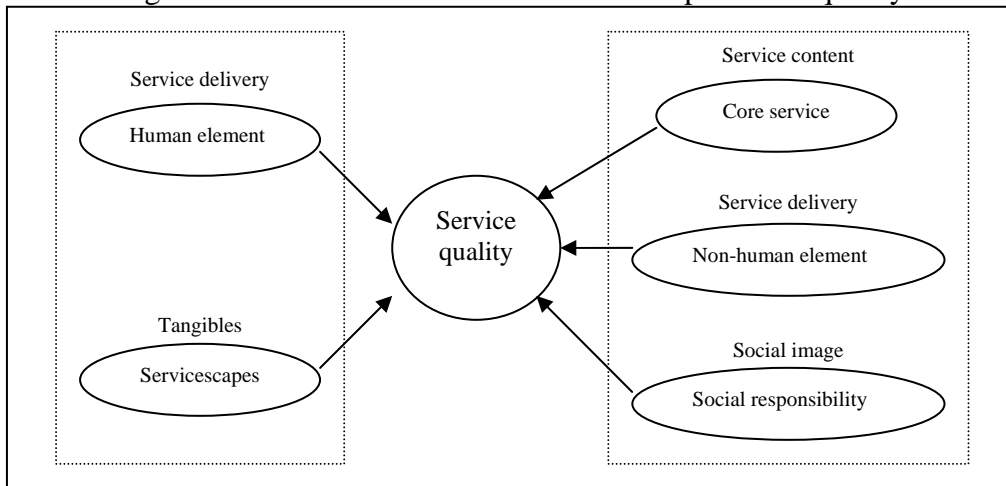 Service delivery
Human element
Tangibles
Servicescapes
Service
quality
Service content
Core service
Service delivery
Non-human element
Social image
Social responsibility